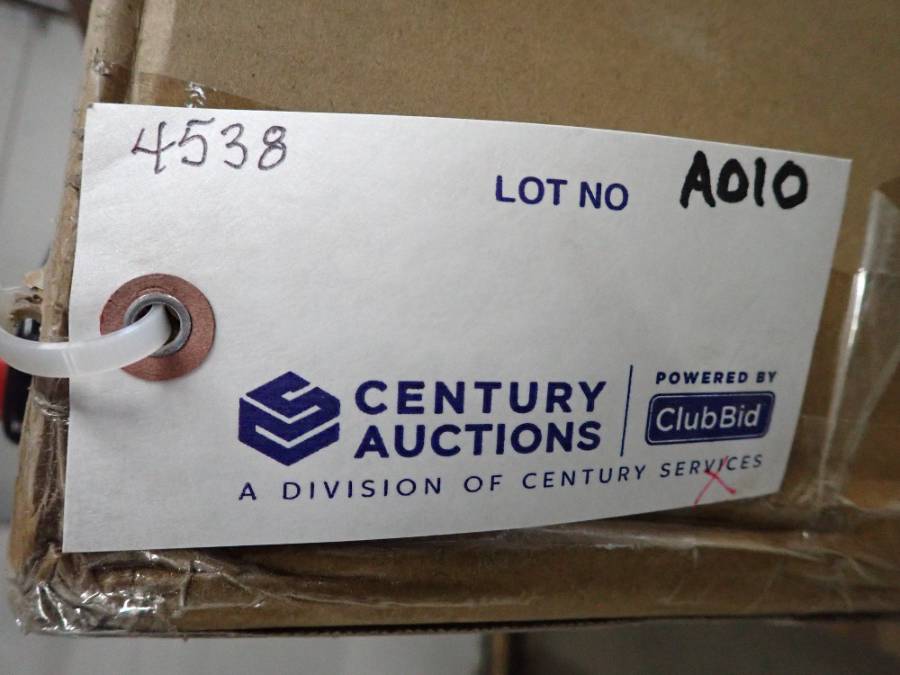 4538
LOT NO A010
CENTURY AUCTIONS
POWERED BY
ClubBid
A DIVISION OF CENTURY SERVICES
X